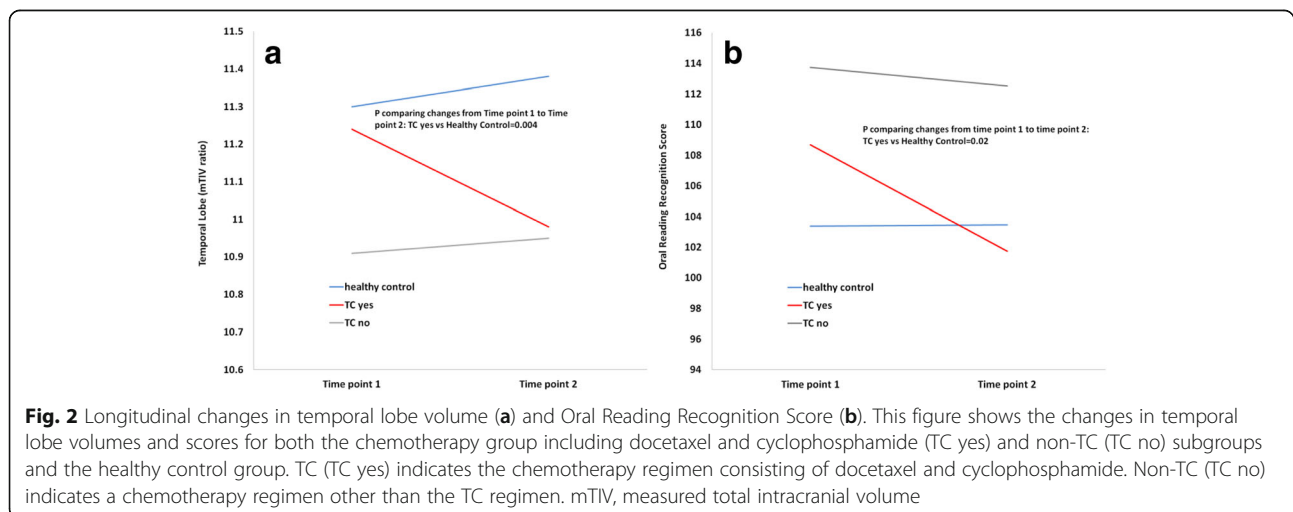 a
11.5
11.4
11.3
11.2
11.1
11
10.9
10.8
10.7
10.6
Temporal Lobe (mTIV ratio)
P comparing changes from Time point 1 to Time
point 2: TC yes vs Healthy Control=0.004
healthy control
TC yes
TC no
Time point 1
Time point 2
b
116
114
112
110
108
106
104
102
100
98
96
94
Oral Reading Recognition Score
P comparing changes from time point 1 to time point 2:
TC yes vs Healthy Control=0.02
healthy control
TC yes
TC no
Time point 1
Time point 2
Fig. 2 Longitudinal changes in temporal lobe volume (a) and Oral Reading Recognition Score (b). This figure shows the changes in temporal
lobe volumes and scores for both the chemotherapy group including docetaxel and cyclophosphamide (TC yes) and non-TC (TC no) subgroups
and the healthy control group. TC (TC yes) indicates the chemotherapy regimen consisting of docetaxel and cyclophosphamide. Non-TC (TC no)
indicates a chemotherapy regimen other than the TC regimen. mTIV, measured total intracranial volume